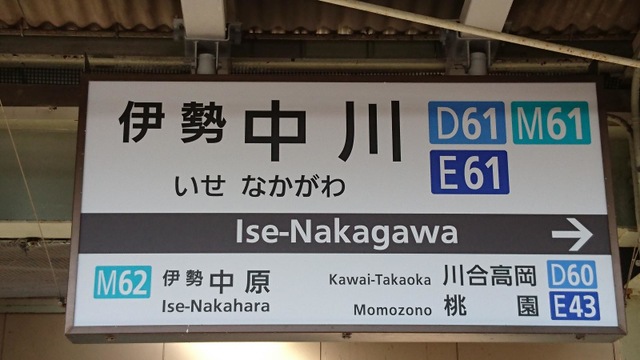 伊勢中川 D61 M61
いせ なかがわ E61
Ise-Nakagawa →
M62 伊勢中原 Kawai-Takaoka 川合高岡 D60
Ise-Nakahara Momozono 桃園 E43